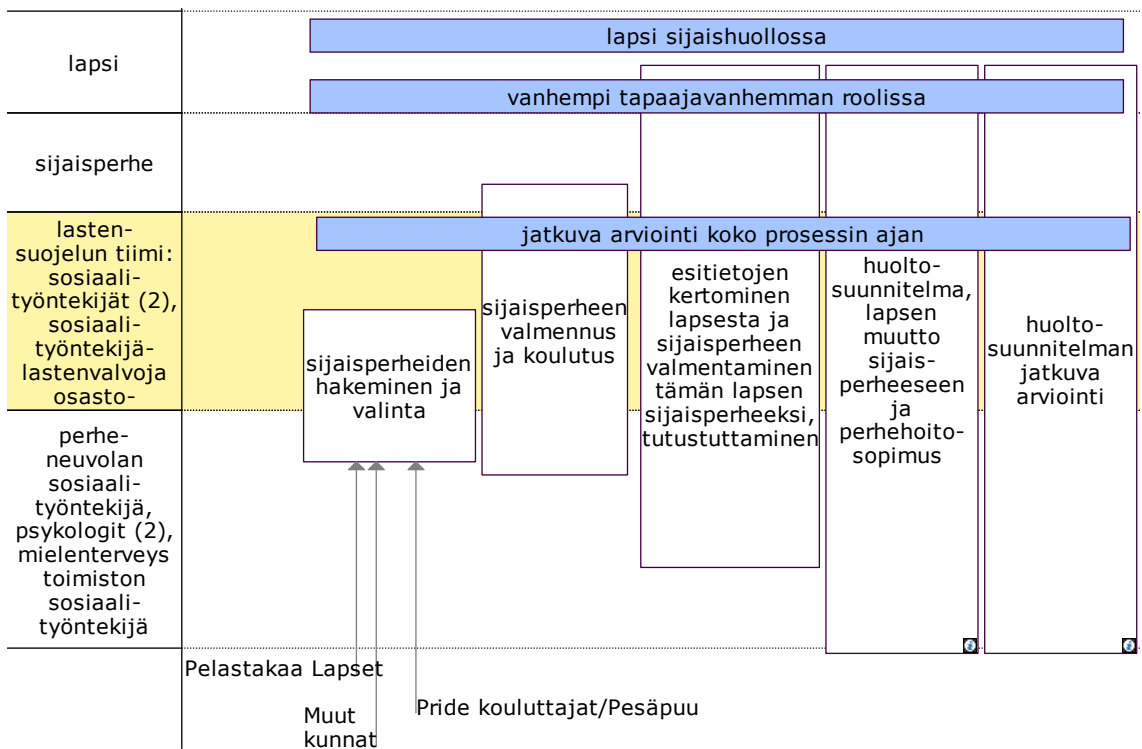 lapsi
lapsi sijaishuollossa
vanhempi tapaajavanhemman roolissa
sijaisperhe
lasten-
suojelun tiimi:
sosiaali-
työntekijät (2),
sosiaali-
työntekijä-
lastenvalvoja
osasto-
jatkuva arviointi koko prosessin ajan
sijaisperheiden
hakeminen ja
valinta
sijaisperheen
valmennus
ja koulutus
esitietojen
kertominen
lapsesta ja
sijaisperheen
valmentaminen
tämän lapsen
sijaisperheeksi,
tutustuttaminen
huolto-
suunnitelma,
lapsen
muutto
sijais-
perheeseen
ja
perhehoito-
sopimus
huolto-
suunnitelman
jatkuva
arviointi
perhe-
neuvolan
sosiaali-
työntekijä,
psykologit (2),
mielenterveys
toimiston
sosiaali-
työntekijä
Pelastakaa Lapset
Muut
kunnat
Pride kouluttajat/Pesäpuu